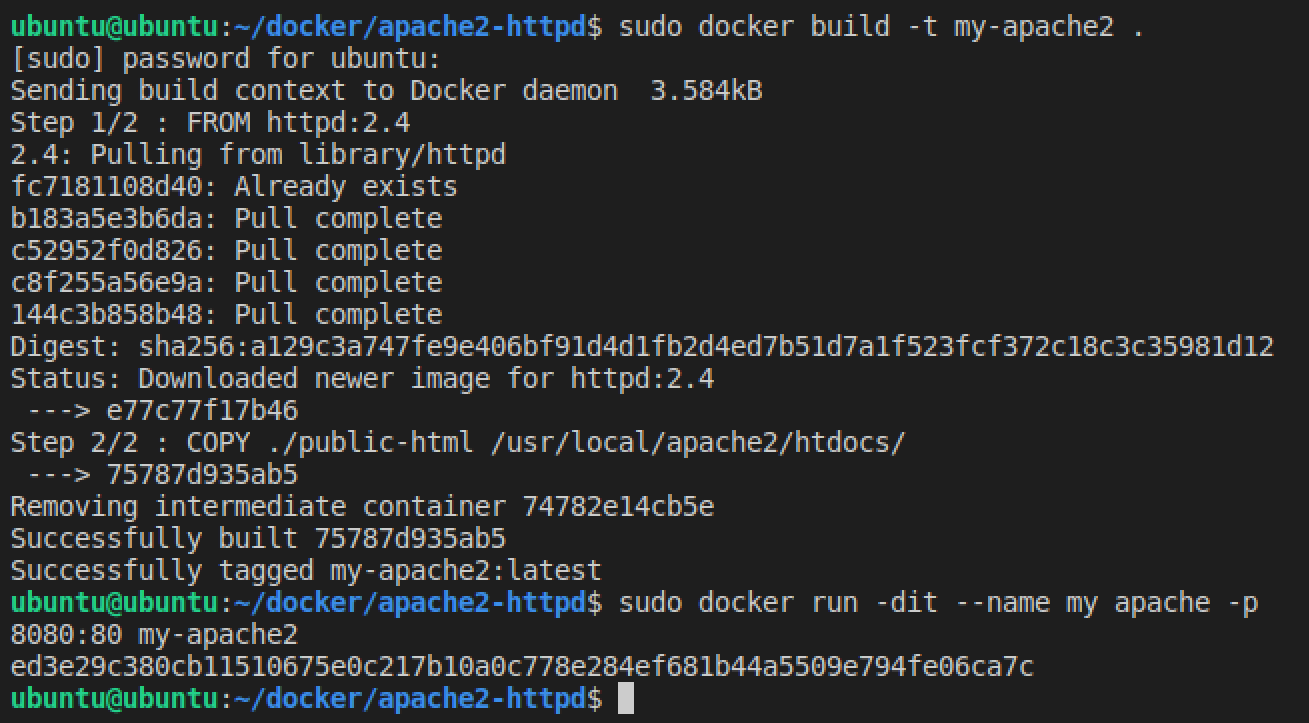 ubuntu@ubuntu:~/docker/apache2-httpd$ sudo docker build -t my-apache2 .
[sudo] password for ubuntu:
Sending build context to Docker daemon  3.584kB
Step 1/2 : FROM httpd:2.4
2.4: Pulling from library/httpd
fc7181108d40: Already exists
b183a5e3b6da: Pull complete
c52952f0d826: Pull complete
c8f255a56e9a: Pull complete
144c3b858b48: Pull complete
Digest: sha256:a129c3a747fe9e406bf91d4d1fb2d4ed7b51d7a1f523fcf372c18c3c35981d12
Status: Downloaded newer image for httpd:2.4
 ---> e77c77f17b46
Step 2/2 : COPY ./public-html /usr/local/apache2/htdocs/
 ---> 75787d935ab5
Removing intermediate container 74782e14cb5e
Successfully built 75787d935ab5
Successfully tagged my-apache2:latest
ubuntu@ubuntu:~/docker/apache2-httpd$ sudo docker run -dit --name my apache -p
8080:80 my-apache2
ed3e29c380cb11510675e0c217b10a0c778e284ef681b44a5509e794fe06ca7c
ubuntu@ubuntu:~/docker/apache2-httpd$